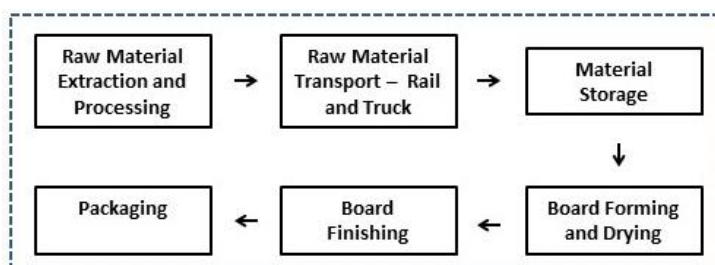 Raw Material
Extraction and
Processing
Raw Material
Transport – Rail
and Truck
Material
Storage
Board Forming
and Drying
Board
Finishing
Packaging